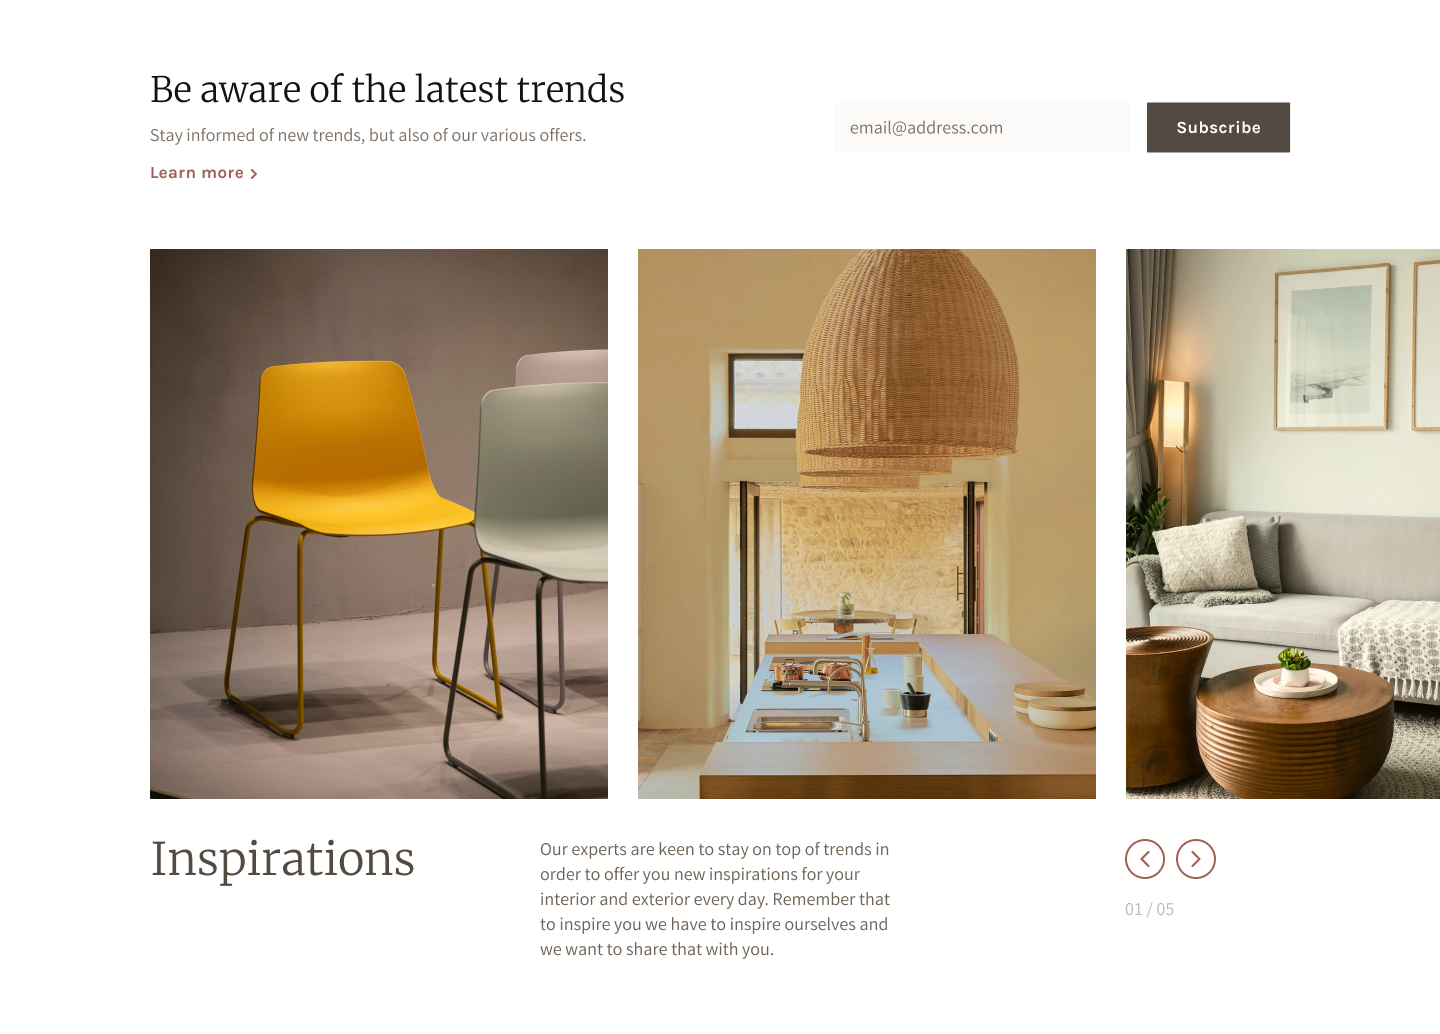 Be aware of the latest trends
Stay informed of new trends, but also of our various offers.
Learn more
email@address.com
Subscribe
Inspirations
Our experts are keen to stay on top of trends in
order to offer you new inspirations for your
interior and exterior every day. Remember that
to inspire you we have to inspire ourselves and
we want to share that with you.
01 / 05